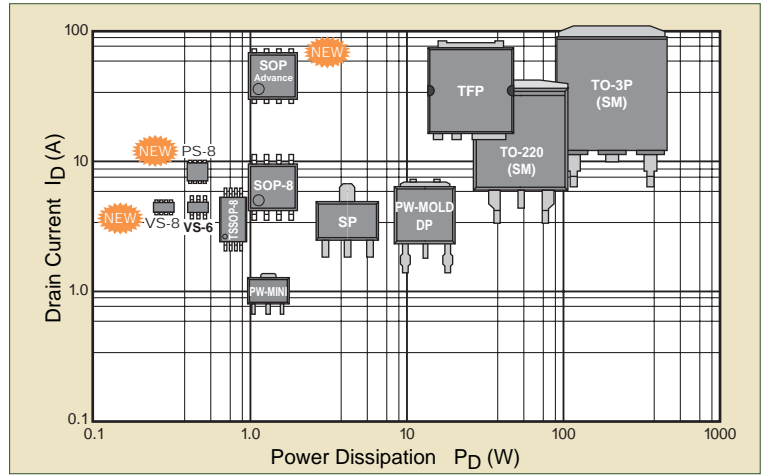 100
10
1.0
0.1
Drain Current ID (A)
NEW
SOP
Advance
TFP
TO-3P
(SM)
NEW
PS-8
TO-220
(SM)
SOP-8
NEW
VS-8
VS-6
TSSOP-8
SP
PW-MOLD
DP
PW-MINI
0.1
1.0
10
100
1000
Power Dissipation PD (W)